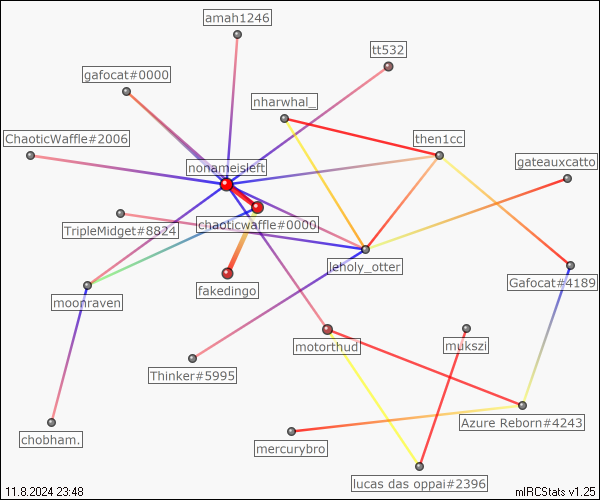 amah1246
tt532
gafocat#0000
nharwhal_
ChaoticWaffle#2006
then1cc
nonameisleft
gateauxcatto
chaoticwaffle#0000
TripleMidget#8824
leholy_otter
Gafocat#4189
fakedingo
moonraven
motorthud
mukszi
Thinker#5995
Azure Reborn#4243
chobham.
mercurybro
lucas das oppai#2396
11.8.2024 23:48
mIRCStats v1.25